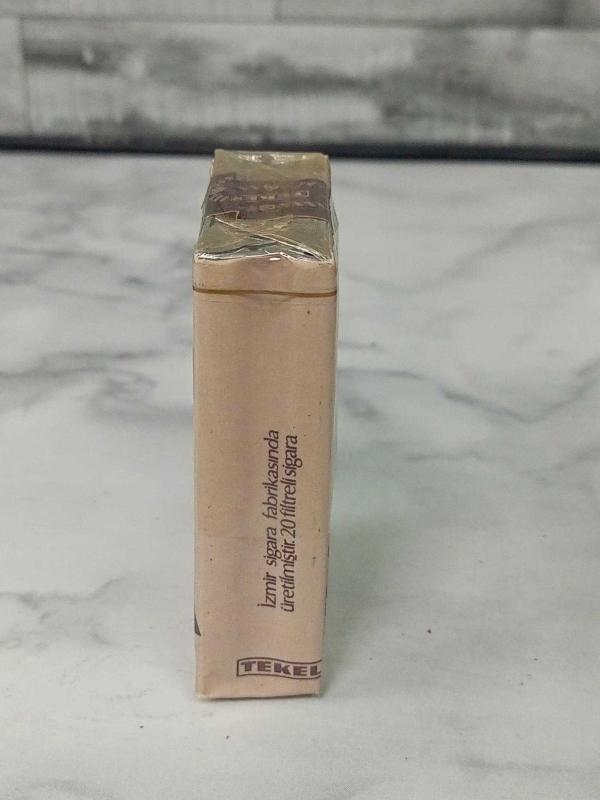 İzmir sigara fabrikasında
üretilmiştir. 20 filtreli sigara
TEKEL